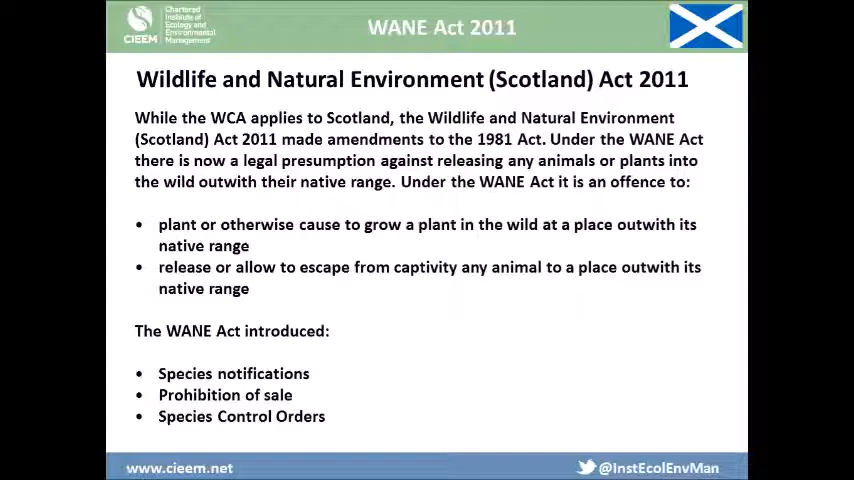 CIEEM
Chartered
Institute of
Ecology and
Environmental
Management
WANE Act 2011
Wildlife and Natural Environment (Scotland) Act 2011
While the WCA applies to Scotland, the Wildlife and Natural Environment
(Scotland) Act 2011 made amendments to the 1981 Act. Under the WANE Act
there is now a legal presumption against releasing any animals or plants into
the wild outwith their native range. Under the WANE Act it is an offence to:
• plant or otherwise cause to grow a plant in the wild at a place outwith its
native range
• release or allow to escape from captivity any animal to a place outwith its
native range
The WANE Act introduced:
• Species notifications
• Prohibition of sale
• Species Control Orders
www.cieem.net
@InstEcolEnvMan